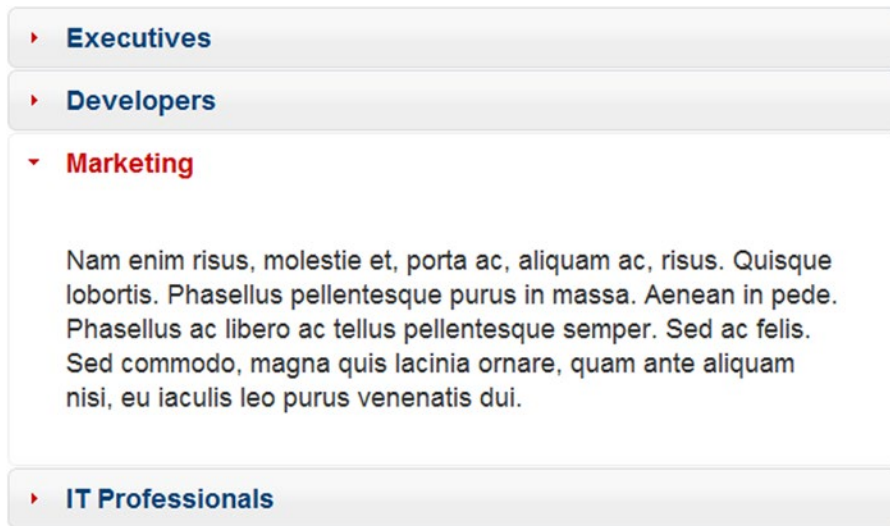 Executives
Developers
Marketing
Nam enim risus, molestie et, porta ac, aliquam ac, risus. Quisque
lobortis. Phasellus pellentesque purus in massa. Aenean in pede.
Phasellus ac libero ac tellus pellentesque semper. Sed ac felis.
Sed commodo, magna quis lacinia ornare, quam ante aliquam
nisi, eu iaculis leo purus venenatis dui.
IT Professionals